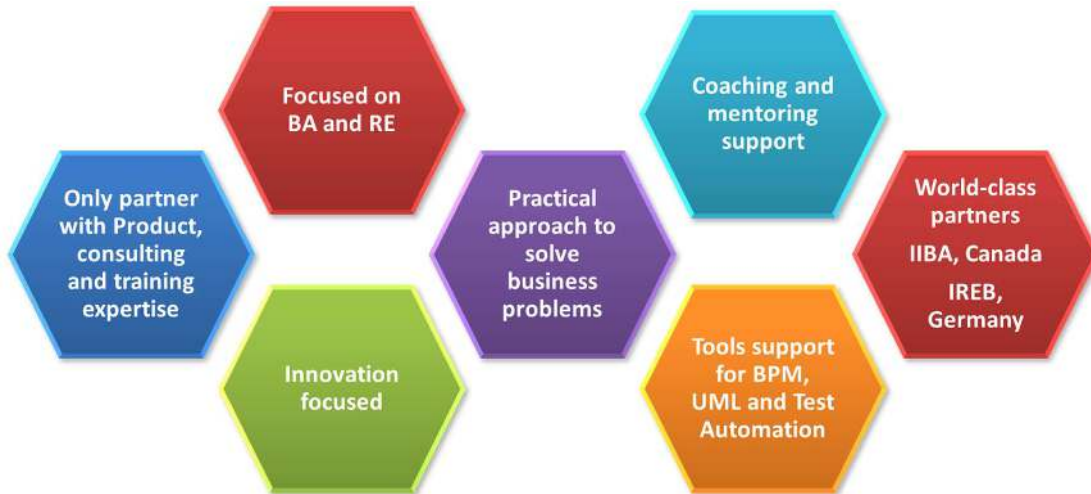 Only partner
with Product,
consulting
and training
expertise
Focused on
BA and RE
Innovation
focused
Practical
approach to
solve
business
problems
Coaching and
mentoring
support
Tools support
for BPM,
UML and Test
Automation
World-class
partners
IIBA, Canada
IREB,
Germany